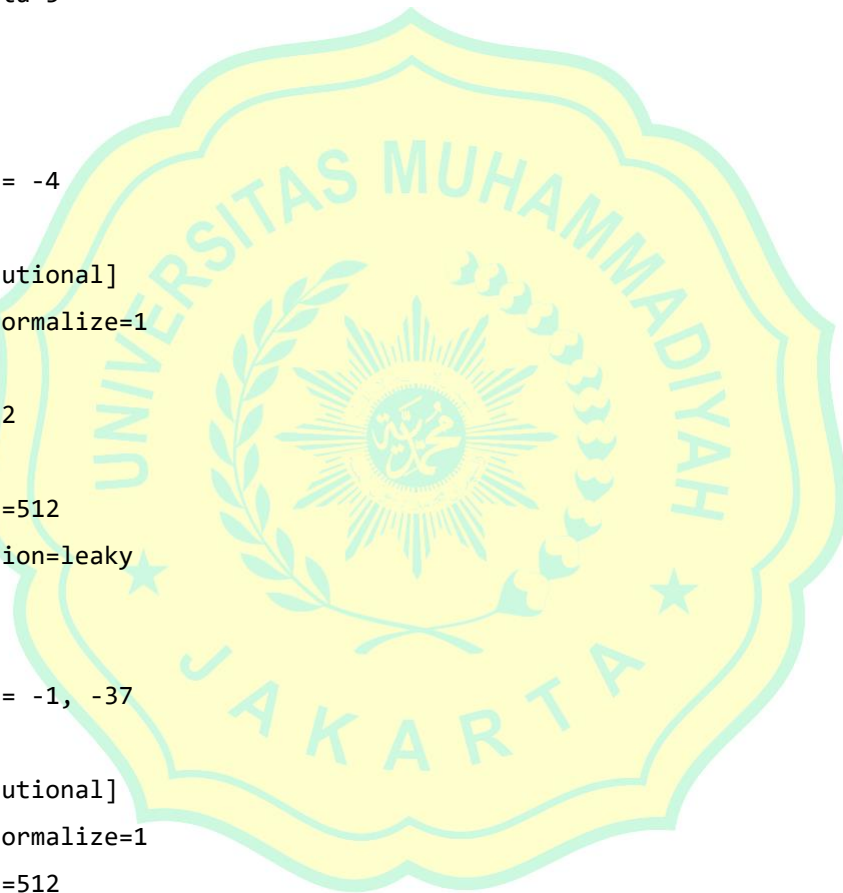 = -4
UNIVERSITAS MUHAMMADIYAH
utional]
ormalize=1
2
=512
ion=leaky
= -1, -37
JAKARTA
utional]
ormalize=1
=512